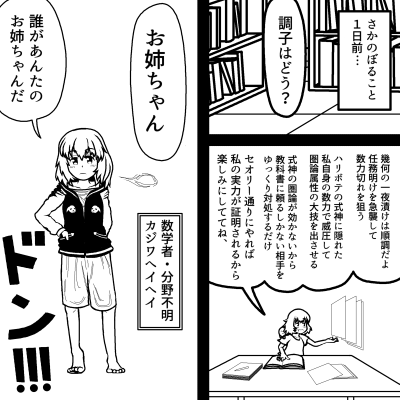 さかのぼること
１日前…
調子はどう？
幾何の一夜漬けは順調だよ
任務明けを急襲して
数力切れを狙う
ハリボテの式神に隠れた
私自身の数力で威圧して
圏論属性の大技を出させる
式神の圏論が効かないから
教科書に頼るしかない相手を
ゆっくり対処するだけ
セオリー通りにやれば
私の実力が証明されるから
楽しみにしててね、
お姉ちゃん
誰があんたの
お姉ちゃんだ
数学者・分野不明
カジワヘイヘイ
ドン!!!